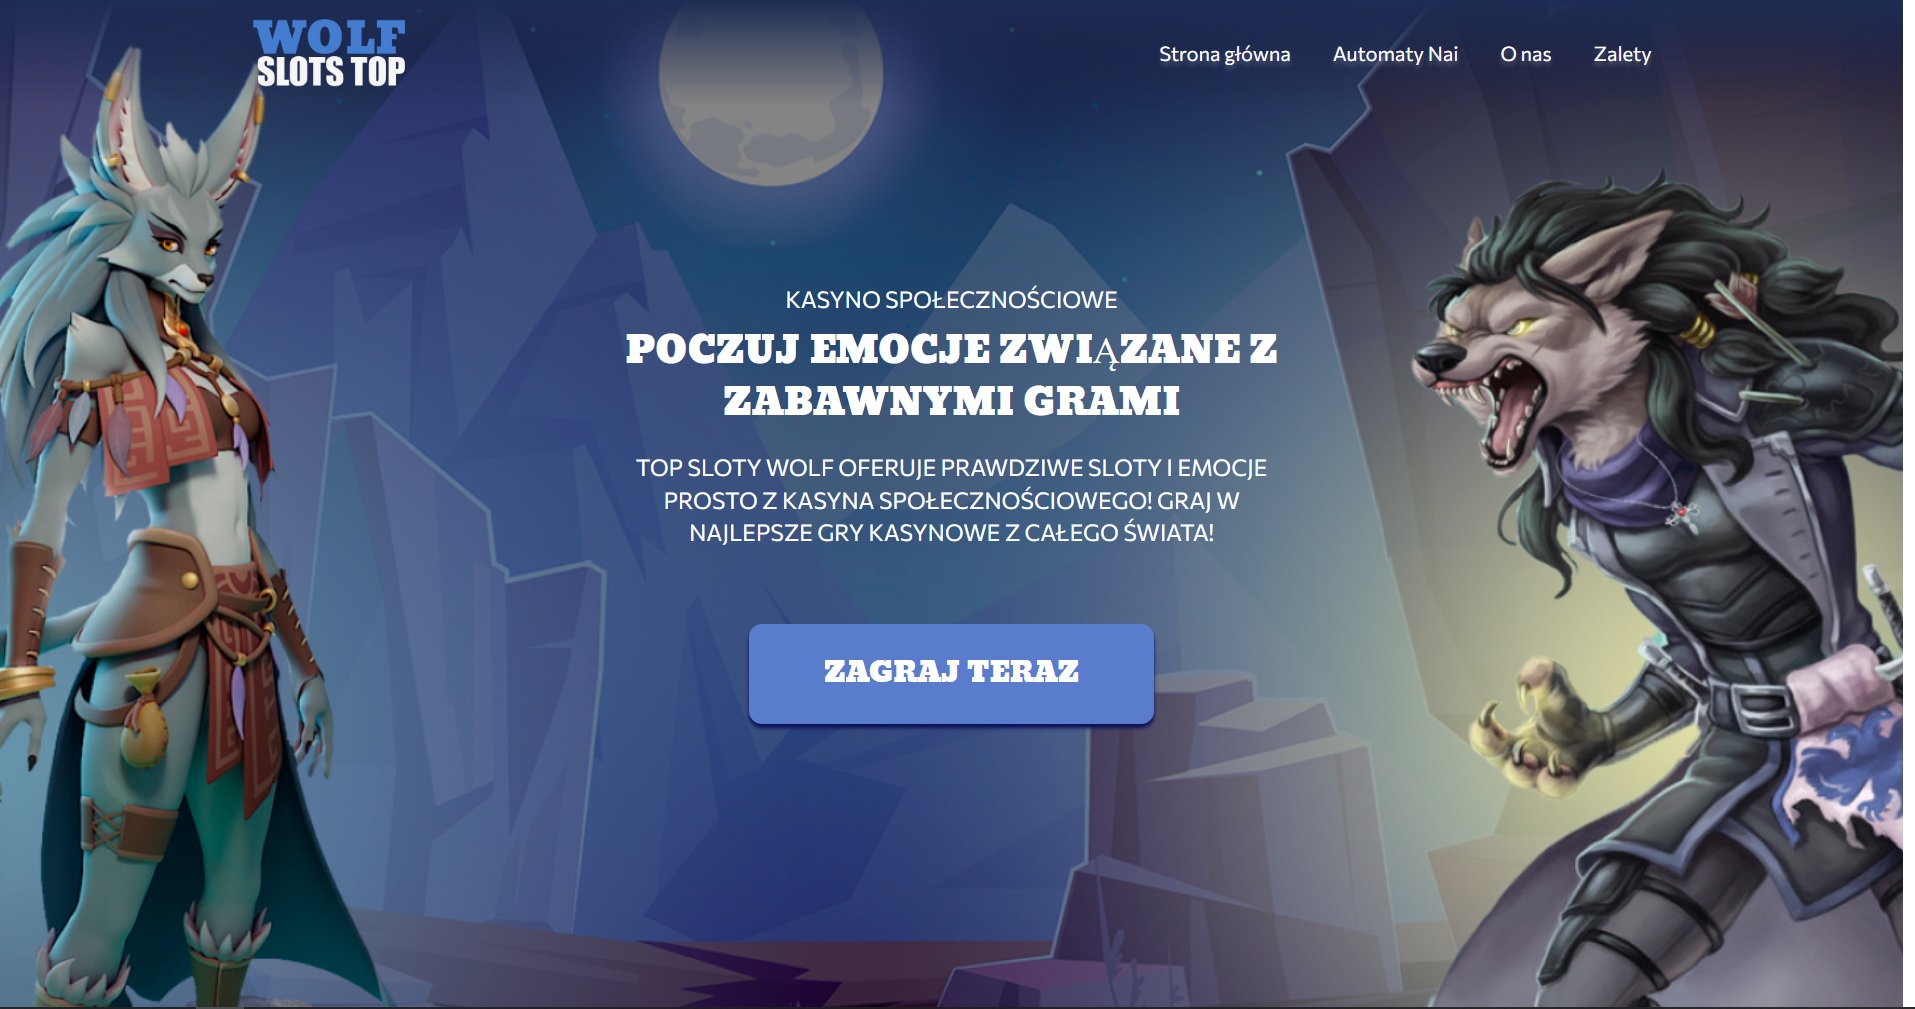 WOLF
SLOTS TOP
Strona główna
Automaty Nai
O nas
Zalety
KASYNO SPOŁECZNOŚCIOWE
POCZUJ EMOCJE ZWIĄZANE Z
ZABAWNYMI GRAMI
TOP SLOTY WOLF OFERUJE PRAWDZIWE SLOTY I EMOCJE
PROSTO Z KASYNA SPOŁECZNOŚCIOWEGO! GRAJ W
NAJLEPSZE GRY KASYNOWE Z CAŁEGO ŚWIATA!
ZAGRAJ TERAZ